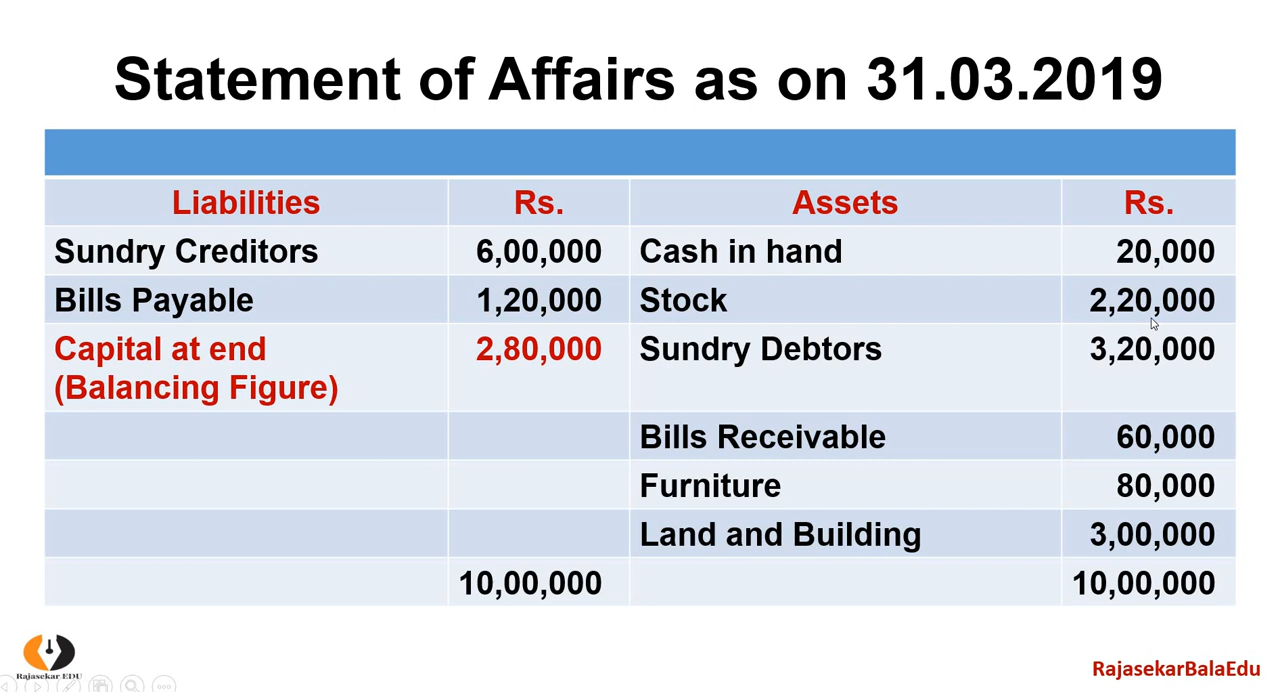 Statement of Affairs as on 31.03.2019
Liabilities Rs. Assets Rs.
Sundry Creditors 6,00,000 Cash in hand 20,000
Bills Payable 1,20,000 Stock 2,20,000
Capital at end 2,80,000 Sundry Debtors 3,20,000
(Balancing Figure)
Bills Receivable 60,000
Furniture 80,000
Land and Building 3,00,000
10,00,000 10,00,000
Rajasekar EDU
RajasekarBalaEdu